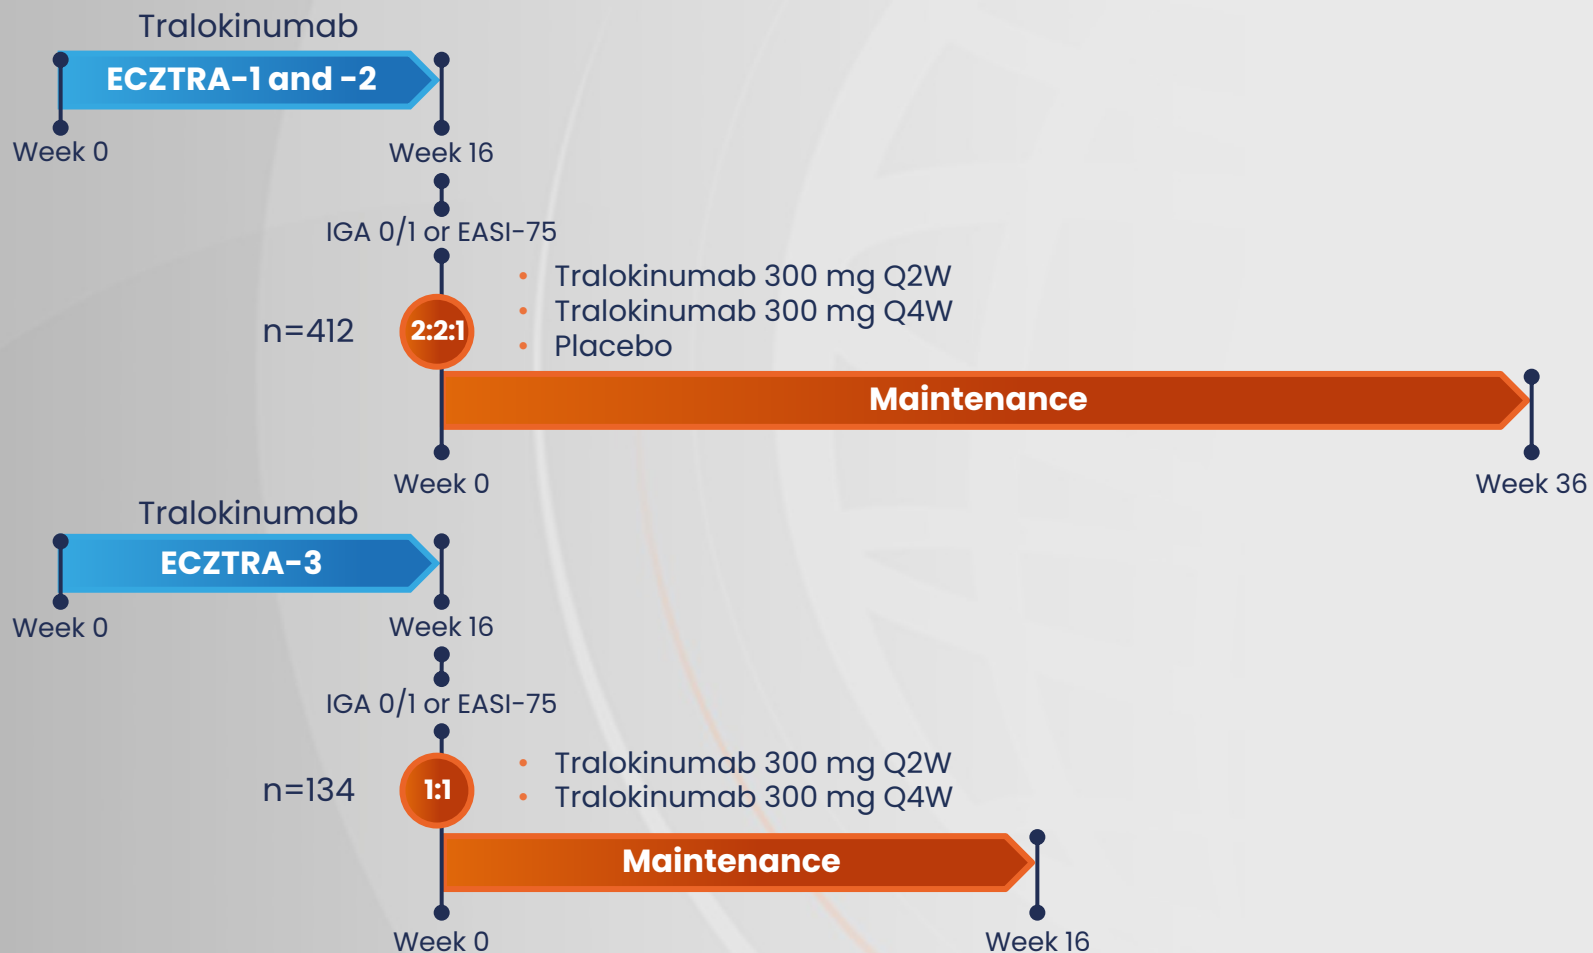 Tralokinumab
ECZTRA-1 and -2
Week 0
Week 16
IGA 0/1 or EASI-75
• Tralokinumab 300 mg Q2W
• Tralokinumab 300 mg Q4W
• Placebo
n=412
2:2:1
Maintenance
Week 0
Week 36
Tralokinumab
ECZTRA-3
Week 0
Week 16
IGA 0/1 or EASI-75
• Tralokinumab 300 mg Q2W
• Tralokinumab 300 mg Q4W
n=134
1:1
Maintenance
Week 0
Week 16